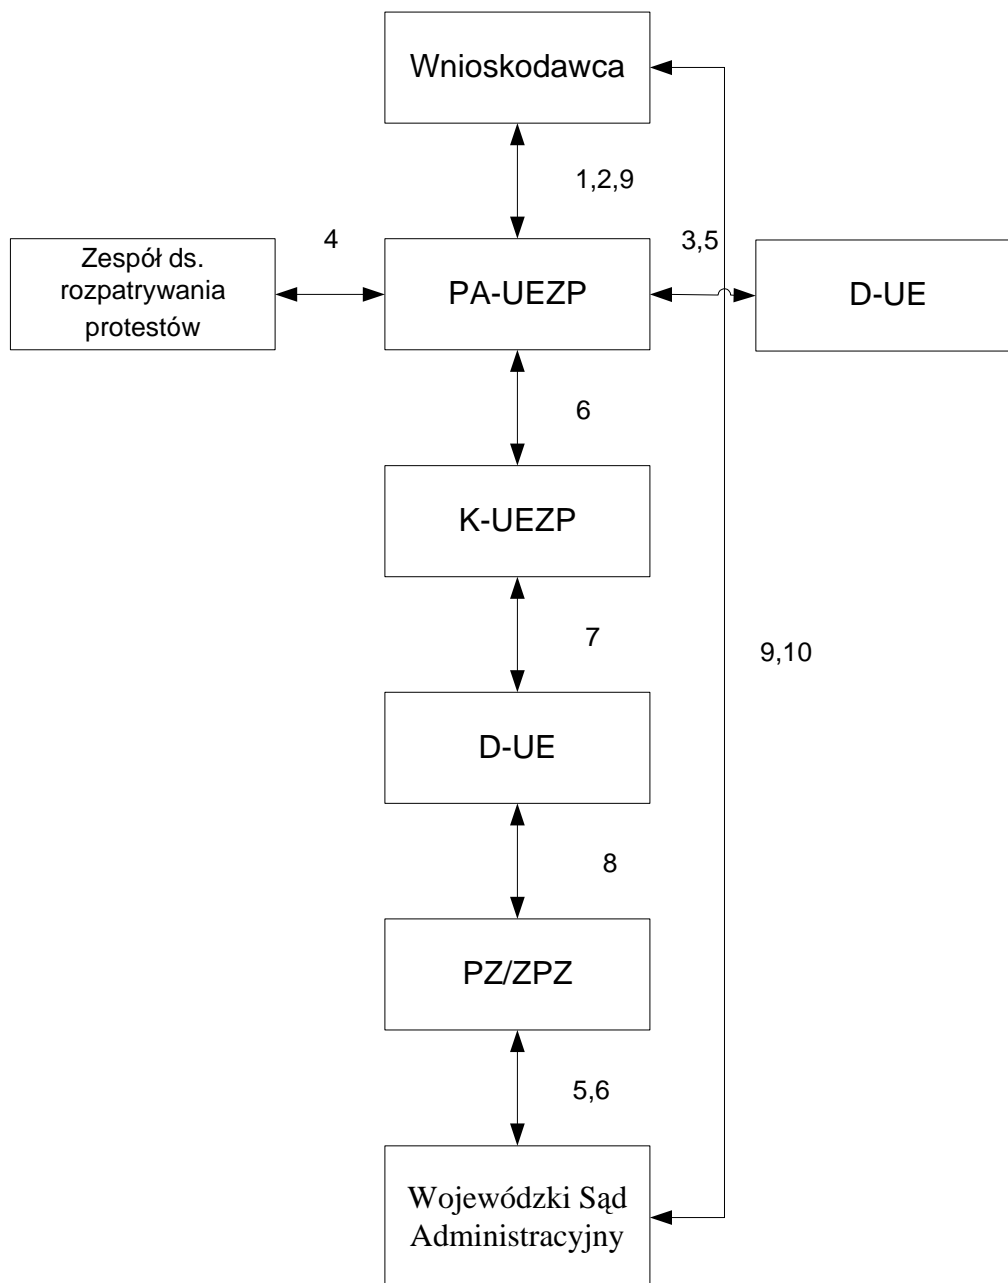 Wnioskodawca
1,2,9
4
3,5
Zespół ds.
rozpatrywania
protestów
PA-UEZP
D-UE
6
K-UEZP
7
9,10
D-UE
8
PZ/ZPZ
5,6
Wojewódzki Sąd
Administracyjny